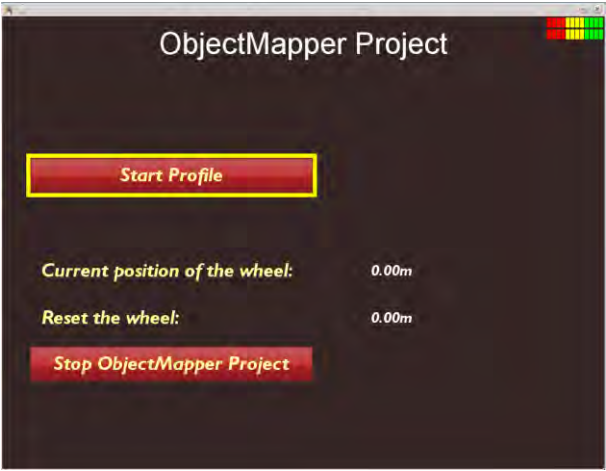 ObjectMapper Project
Start Profile
Current position of the wheel: 0.00m
Reset the wheel: 0.00m
Stop ObjectMapper Project